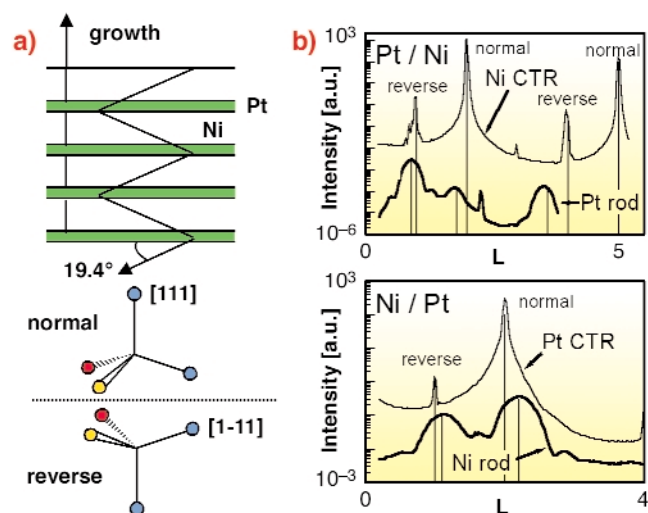 a)
growth
Pt
Ni
19.4°
[111]
normal
[1-11]
reverse
b)
Intensity [a.u.]
10³
10⁻⁶
Pt / Ni
normal
normal
reverse
Ni CTR
reverse
Pt rod
L
5
Intensity [a.u.]
10³
10⁻³
Ni / Pt
normal
reverse
Pt CTR
Ni rod
0
2
L
4